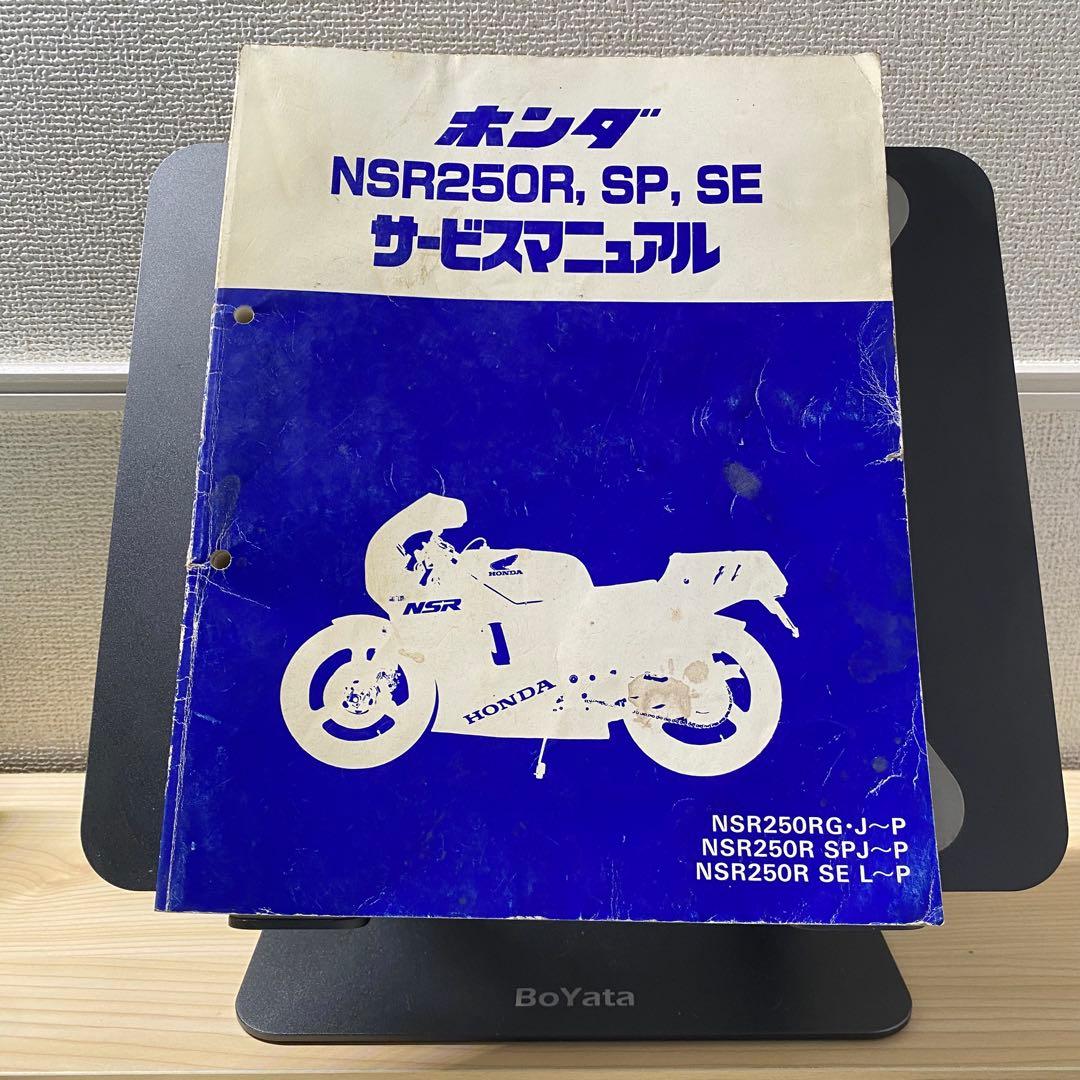 ホンダ
NSR250R, SP, SE
サービスマニュアル
HONDA
NSR
HONDA
NSR250RG・J〜P
NSR250R SPJ〜P
NSR250R SE L〜P
BoYata